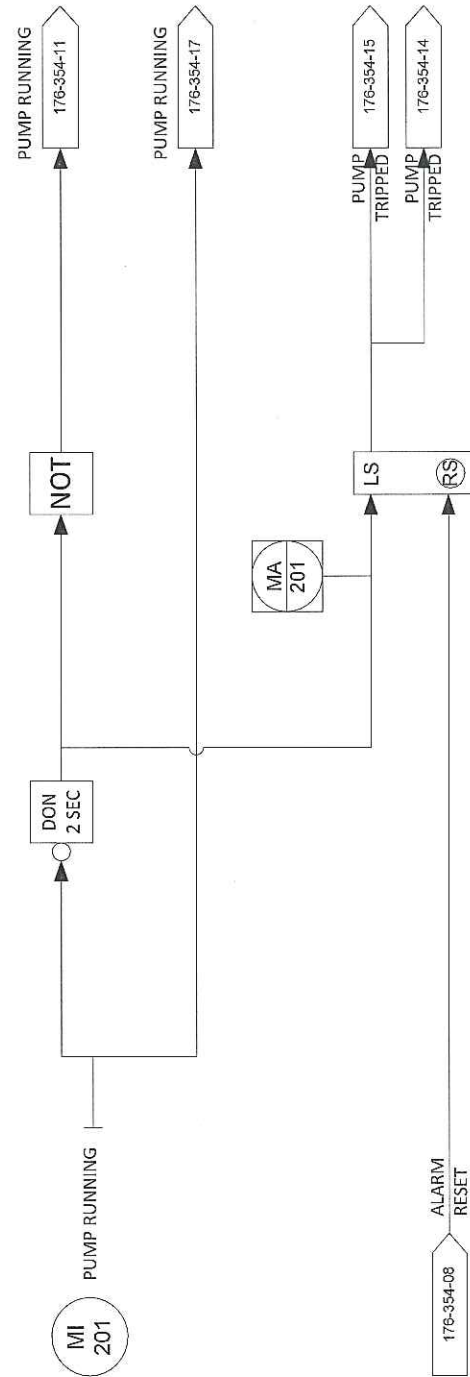 MI
201
PUMP RUNNING
DON
2 SEC
NOT
PUMP RUNNING
176-354-11
PUMP RUNNING
176-354-17
MA
201
LS
RS
PUMP
TRIPPED
176-354-15
PUMP
TRIPPED
176-354-14
176-354-08
ALARM
RESET